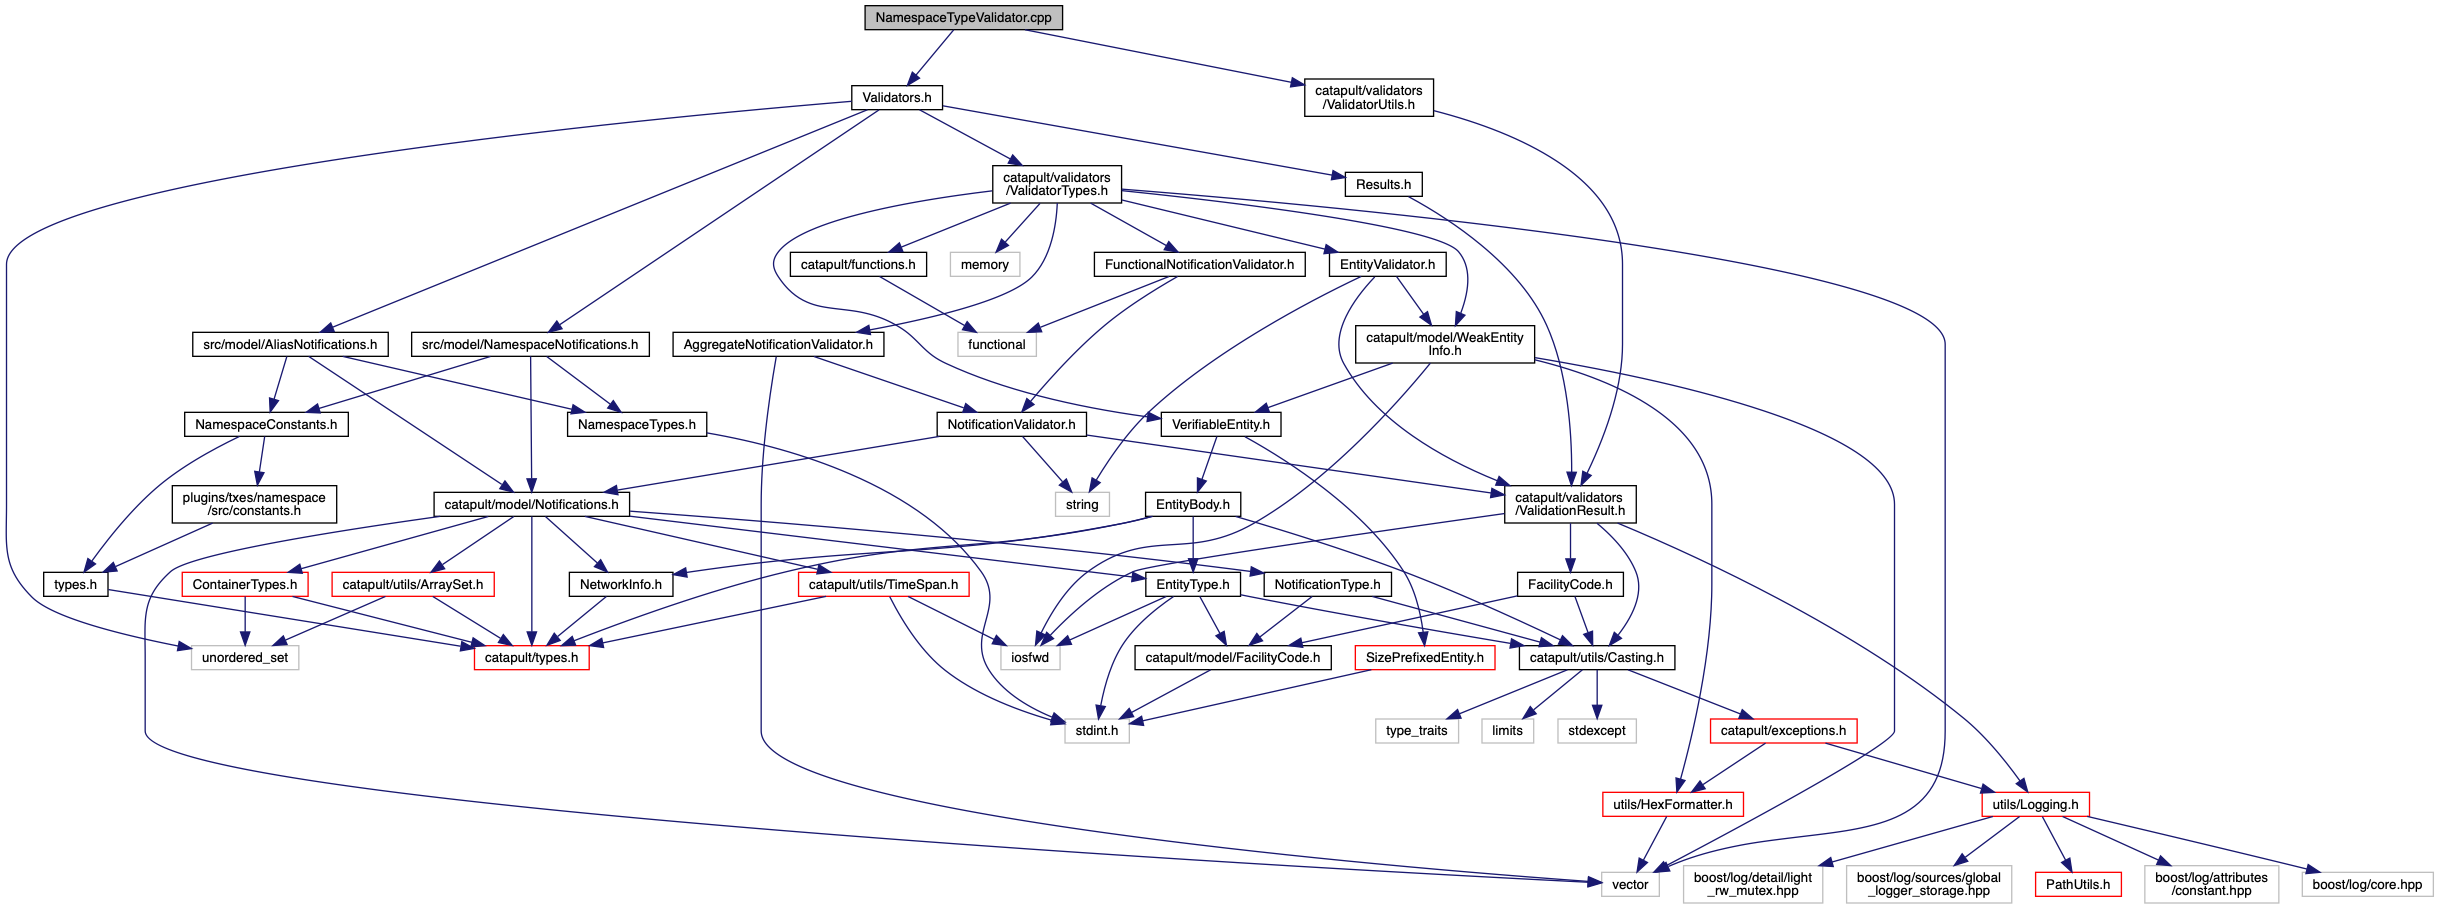 NamespaceTypeValidator.cpp
Validators.h
catapult/validators
/ValidatorUtils.h
catapult/validators
/ValidatorTypes.h
Results.h
catapult/functions.h
memory
FunctionalNotificationValidator.h
EntityValidator.h
src/model/AliasNotifications.h
src/model/NamespaceNotifications.h
AggregateNotificationValidator.h
functional
catapult/model/WeakEntity
Info.h
NamespaceConstants.h
NamespaceTypes.h
NotificationValidator.h
VerifiableEntity.h
plugins/txes/namespace
/src/constants.h
catapult/model/Notifications.h
string
EntityBody.h
catapult/validators
/ValidationResult.h
types.h
ContainerTypes.h
catapult/utils/ArraySet.h
NetworkInfo.h
catapult/utils/TimeSpan.h
EntityType.h
NotificationType.h
FacilityCode.h
unordered_set
catapult/types.h
iosfwd
catapult/model/FacilityCode.h
SizePrefixedEntity.h
catapult/utils/Casting.h
stdint.h
type_traits
limits
stdexcept
catapult/exceptions.h
utils/HexFormatter.h
utils/Logging.h
vector
boost/log/detail/light
_rw_mutex.hpp
boost/log/sources/global
_logger_storage.hpp
PathUtils.h
boost/log/attributes
/constant.hpp
boost/log/core.hpp